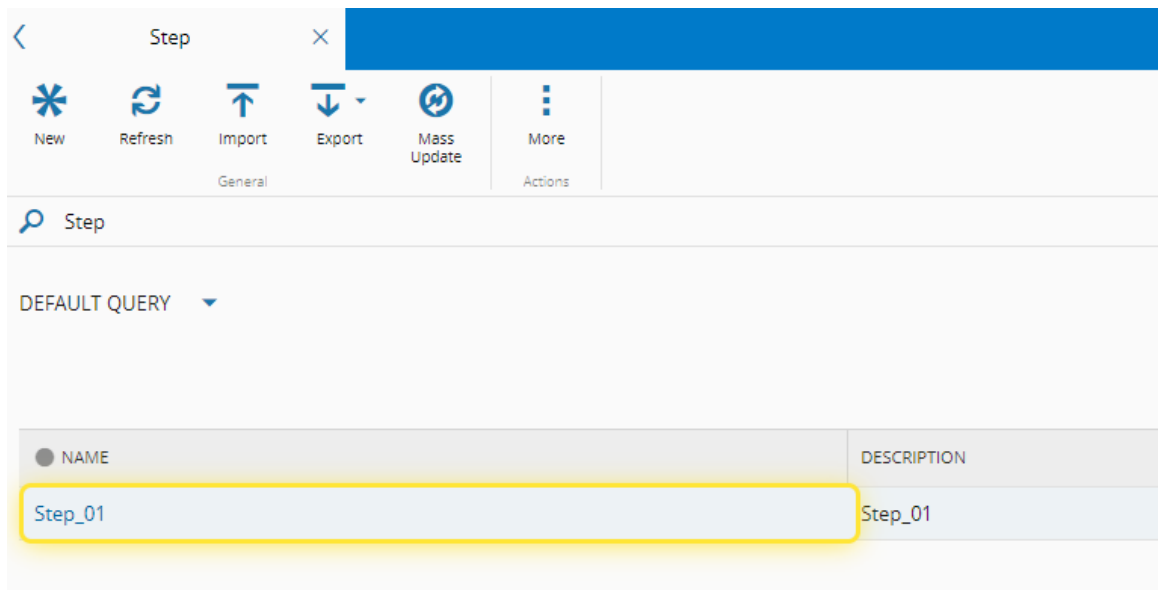 Step
New
Refresh
Import
Export
Mass
Update
More
General
Actions
Step
DEFAULT QUERY
NAME
DESCRIPTION
Step_01
Step_01